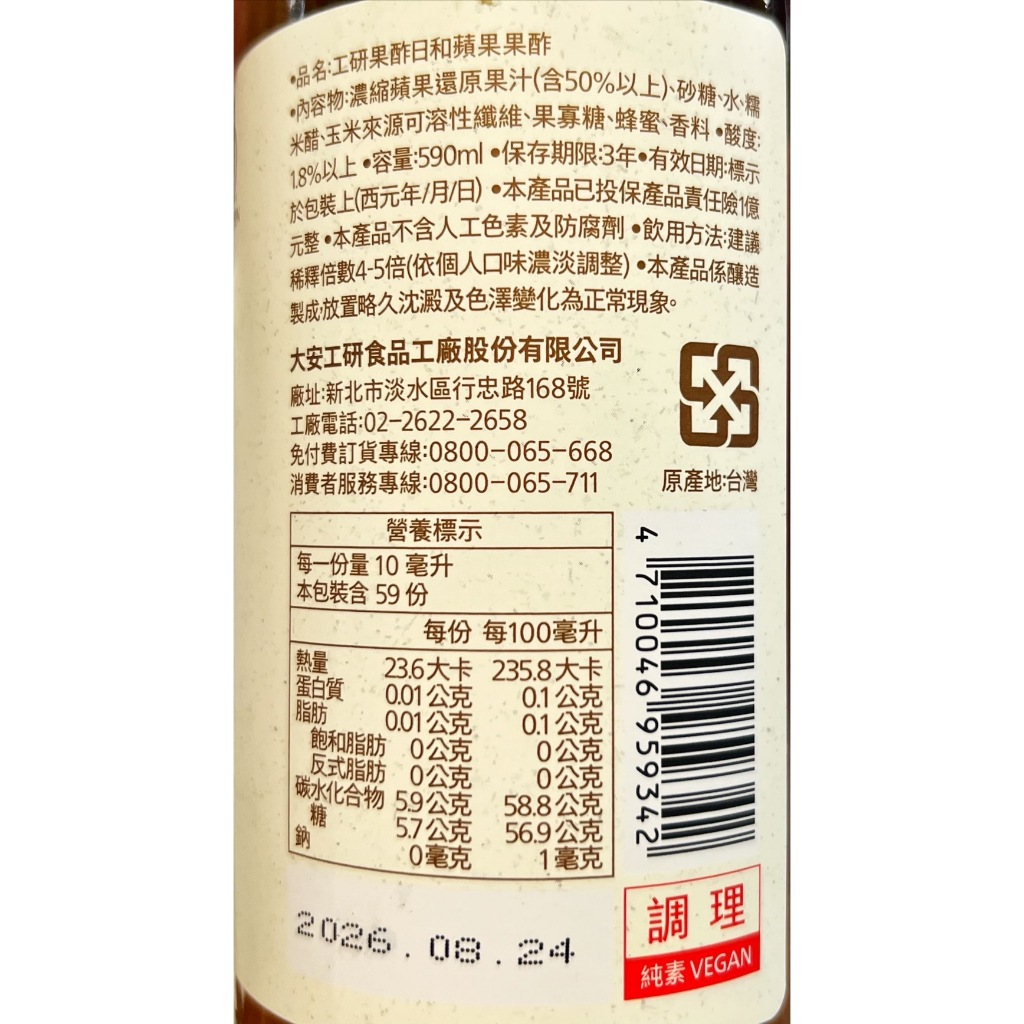 •品名:工研果酢日和蘋果果酢
•內容物:濃縮蘋果還原果汁(含50%以上)、砂糖、水、糯
米醋、玉米來源可溶性纖維、果寡糖、蜂蜜、香料 •酸度:
1.8%以上 •容量:590ml •保存期限:3年•有效日期:標示
於包裝上(西元年/月/日) •本產品已投保產品責任險1億
元整 •本產品不含人工色素及防腐劑 •飲用方法:建議
稀釋倍數4-5倍(依個人口味濃淡調整) •本產品係釀造
製成,放置略久沈澱及色澤變化為正常現象。
大安工研食品工廠股份有限公司
廠址:新北市淡水區行忠路168號
工廠電話:02-2622-2658
免付費訂貨專線:0800-065-668
消費者服務專線:0800-065-711
原產地:台灣
營養標示
每一份量 10 毫升
本包裝含 59 份
每份 每100毫升
熱量 23.6大卡 235.8大卡
蛋白質 0.01公克 0.1公克
脂肪 0.01公克 0.1公克
飽和脂肪 0公克 0公克
反式脂肪 0公克 0公克
碳水化合物 5.9公克 58.8公克
糖 5.7公克 56.9公克
鈉 0毫克 1毫克
4 710046 959342
調理
純素 VEGAN
2026.08.24